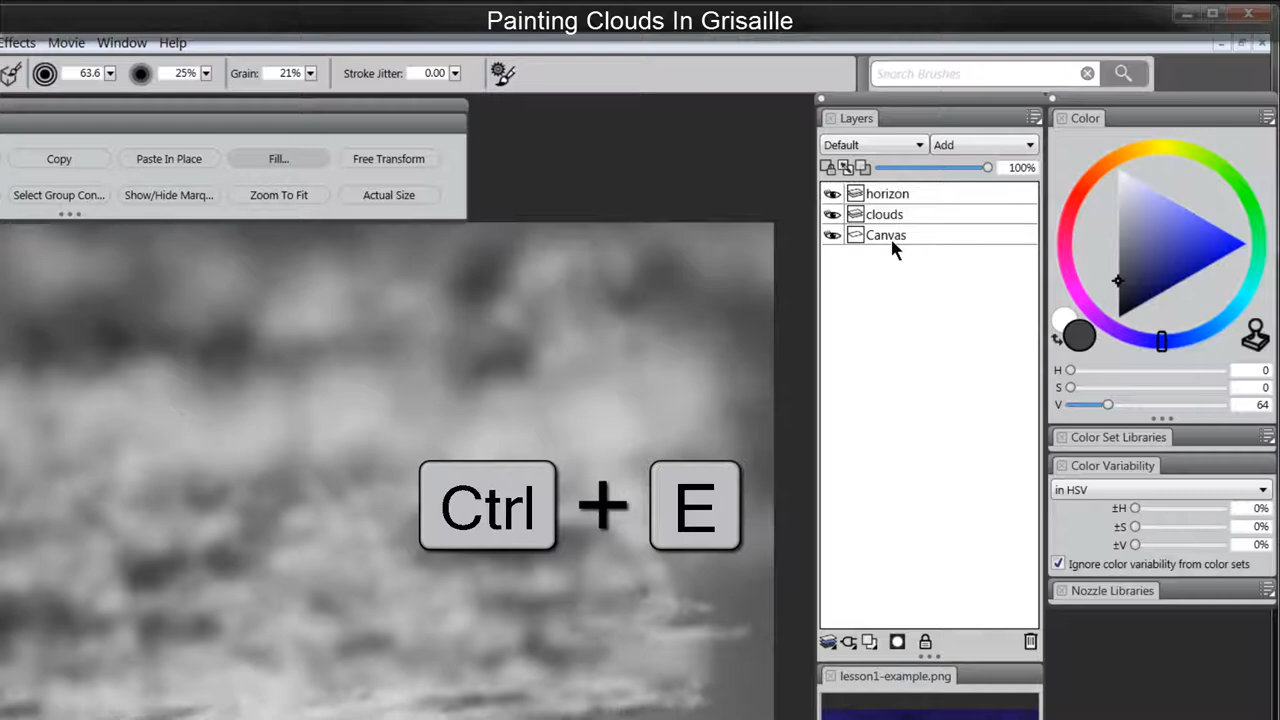 Painting Clouds In Grisaille
Effects Movie Window Help
63.6 25% Grain: 21% Stroke Jitter: 0.00 Search Brushes
Copy Paste In Place Fill... Free Transform
Select Group Con... Show/Hide Marq... Zoom To Fit Actual Size
Layers
Default Add
100%
horizon
clouds
Canvas
Ctrl + E
lesson1-example.png
Color
H 0
S 0
V 64
Color Set Libraries
Color Variability
in HSV
±H 0%
±S 0%
±V 0%
Ignore color variability from color sets
Nozzle Libraries